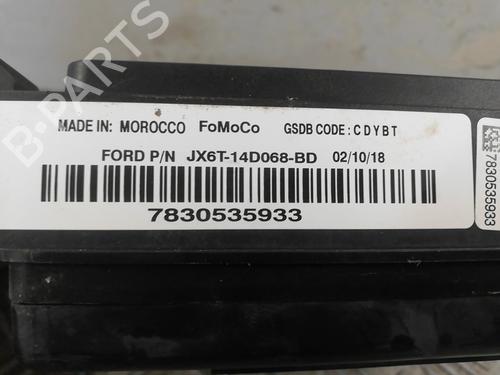 B-PARTS
MADE IN: MOROCCO FoMoCo GSDB CODE: CDYBT
FORD P/N JX6T-14D068-BD 02/10/18
7830535933
7830535933